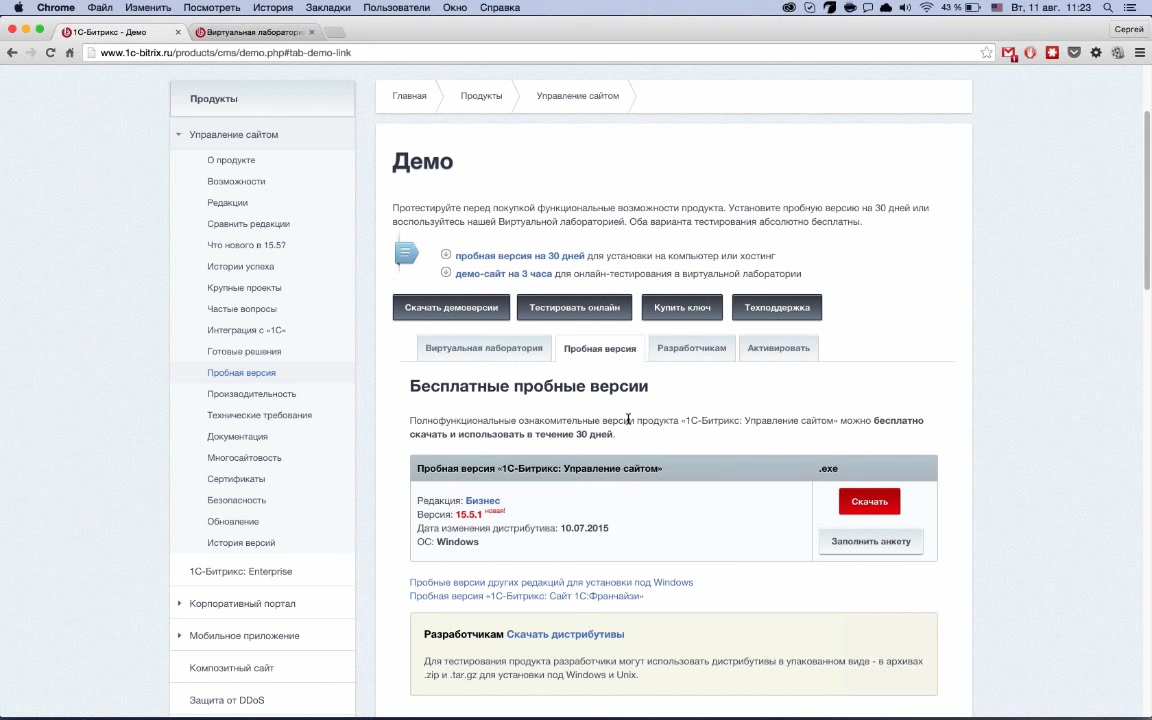 Chrome Файл Изменить Посмотреть История Закладки Пользователи Окно Справка 43 % Вт, 11 авг. 11:23
1С-Битрикс - Демо × Виртуальная лаборатори × Сергей
www.1c-bitrix.ru/products/cms/demo.php#tab-demo-link
Продукты
Управление сайтом
О продукте
Возможности
Редакции
Сравнить редакции
Что нового в 15.5?
Истории успеха
Крупные проекты
Частые вопросы
Интеграция с «1С»
Готовые решения
Пробная версия
Производительность
Технические требования
Документация
Многосайтовость
Сертификаты
Безопасность
Обновление
История версий
1С-Битрикс: Enterprise
Корпоративный портал
Мобильное приложение
Композитный сайт
Защита от DDoS
Главная Продукты Управление сайтом
Демо
Протестируйте перед покупкой функциональные возможности продукта. Установите пробную версию на 30 дней или
воспользуйтесь нашей Виртуальной лабораторией. Оба варианта тестирования абсолютно бесплатны.
пробная версия на 30 дней для установки на компьютер или хостинг
демо-сайт на 3 часа для онлайн-тестирования в виртуальной лаборатории
Скачать демоверсии Тестировать онлайн Купить ключ Техподдержка
Виртуальная лаборатория Пробная версия Разработчикам Активировать
Бесплатные пробные версии
Полнофункциональные ознакомительные версии продукта «1С-Битрикс: Управление сайтом» можно бесплатно
скачать и использовать в течение 30 дней.
Пробная версия «1С-Битрикс: Управление сайтом» .exe
Редакция: Бизнес
Версия: 15.5.1 новая!
Дата изменения дистрибутива: 10.07.2015
ОС: Windows
Скачать
Заполнить анкету
Пробные версии других редакций для установки под Windows
Пробная версия «1С-Битрикс: Сайт 1С:Франчайзи»
Разработчикам Скачать дистрибутивы
Для тестирования продукта разработчики могут использовать дистрибутивы в упакованном виде - в архивах
.zip и .tar.gz для установки под Windows и Unix.